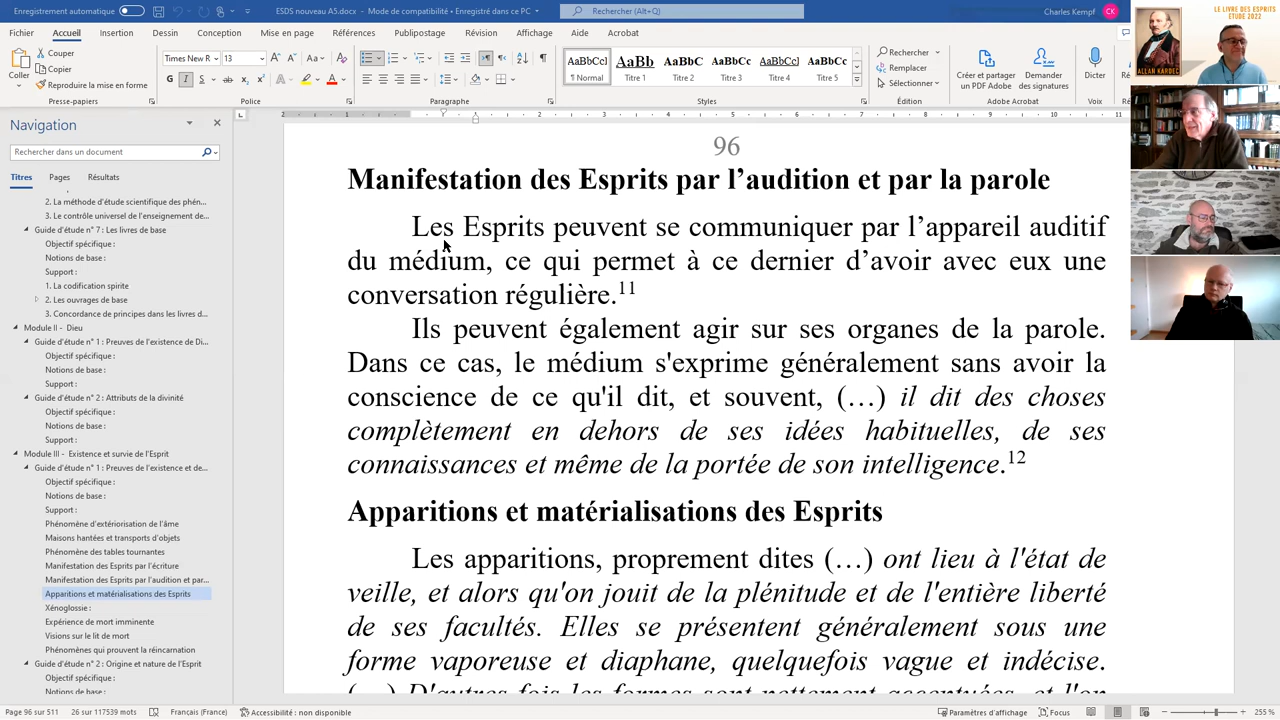 Enregistrement automatique
ESDS nouveau A5.docx - Mode de compatibilité • Enregistré dans ce PC
Rechercher (Alt+Q)
Charles Kempf
CK
Fichier Accueil Insertion Dessin Conception Mise en page Références Publipostage Révision Affichage Aide Acrobat
Coller
Couper
Copier
Reproduire la mise en forme
Presse-papiers
Times New R
13
Police
Paragraphe
AaBbCcI AaBb AaBbC AaBbCcI AaBbCcI AaBbCc
¶ Normal Titre 1 Titre 2 Titre 3 Titre 4 Titre 5
Styles
Rechercher
Remplacer
Sélectionner
Édition
Créer et partager
un PDF Adobe
Demander
des signatures
Adobe Acrobat
Dicter
Voix
LE LIVRE DES ESPRITS
ETUDE 2022
ALLAN KARDEC
Navigation
Rechercher dans un document
Titres Pages Résultats
2. La méthode d'étude scientifique des phén...
3. Le contrôle universel de l'enseignement de...
Guide d'étude n° 7 : Les livres de base
Objectif spécifique :
Notions de base :
Support :
1. La codification spirite
2. Les ouvrages de base
3. Concordance de principes dans les livres d...
Module II - Dieu
Guide d'étude n° 1 : Preuves de l'existence de Di...
Objectif spécifique :
Notions de base :
Support :
Guide d'étude n° 2 : Attributs de la divinité
Objectif spécifique :
Notions de base :
Support :
Module III - Existence et survie de l'Esprit
Guide d'étude n° 1 : Preuves de l'existence et de...
Objectif spécifique :
Notions de base :
Support :
Phénomène d'extériorisation de l'âme
Maisons hantées et transports d'objets
Phénomène des tables tournantes
Manifestation des Esprits par l'écriture
Manifestation des Esprits par l'audition et par...
Apparitions et matérialisations des Esprits
Xénoglossie :
Expérience de mort imminente
Visions sur le lit de mort
Phénomènes qui prouvent la réincarnation
Guide d'étude n° 2 : Origine et nature de l'Esprit
Objectif spécifique :
Notions de base :
96
Manifestation des Esprits par l’audition et par la parole
Les Esprits peuvent se communiquer par l’appareil auditif
du médium, ce qui permet à ce dernier d’avoir avec eux une
conversation régulière.11
Ils peuvent également agir sur ses organes de la parole.
Dans ce cas, le médium s'exprime généralement sans avoir la
conscience de ce qu'il dit, et souvent, (…) il dit des choses
complètement en dehors de ses idées habituelles, de ses
connaissances et même de la portée de son intelligence.12
Apparitions et matérialisations des Esprits
Les apparitions, proprement dites (…) ont lieu à l'état de
veille, et alors qu'on jouit de la plénitude et de l'entière liberté
de ses facultés. Elles se présentent généralement sous une
forme vaporeuse et diaphane, quelquefois vague et indécise.
(…) D'autres fois les formes sont nettement accentuées, et l'on
Page 96 sur 511 26 sur 117539 mots Français (France) Accessibilité : non disponible
Paramètres d'affichage Focus 255 %